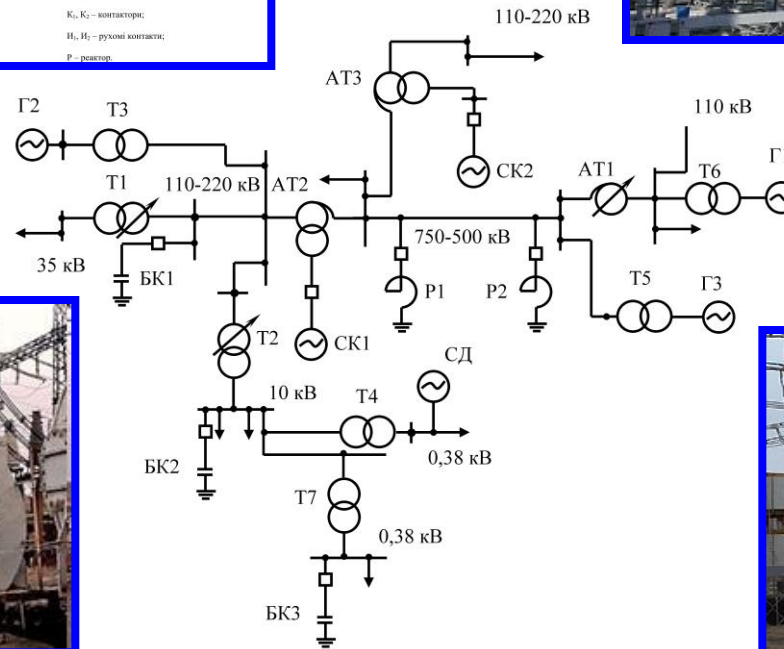 К₁, К₂ – контактори;
И₁, И₂ – рухомі контакти;
Р – реактор.
110-220 кВ
АТ3
Г2
Т3
110 кВ
СК2
АТ1
Т6
Т1
110-220 кВ
АТ2
750-500 кВ
35 кВ
БК1
Р1
Р2
Т5
Г3
Т2
СК1
СД
10 кВ
Т4
БК2
0,38 кВ
Т7
0,38 кВ
БК3